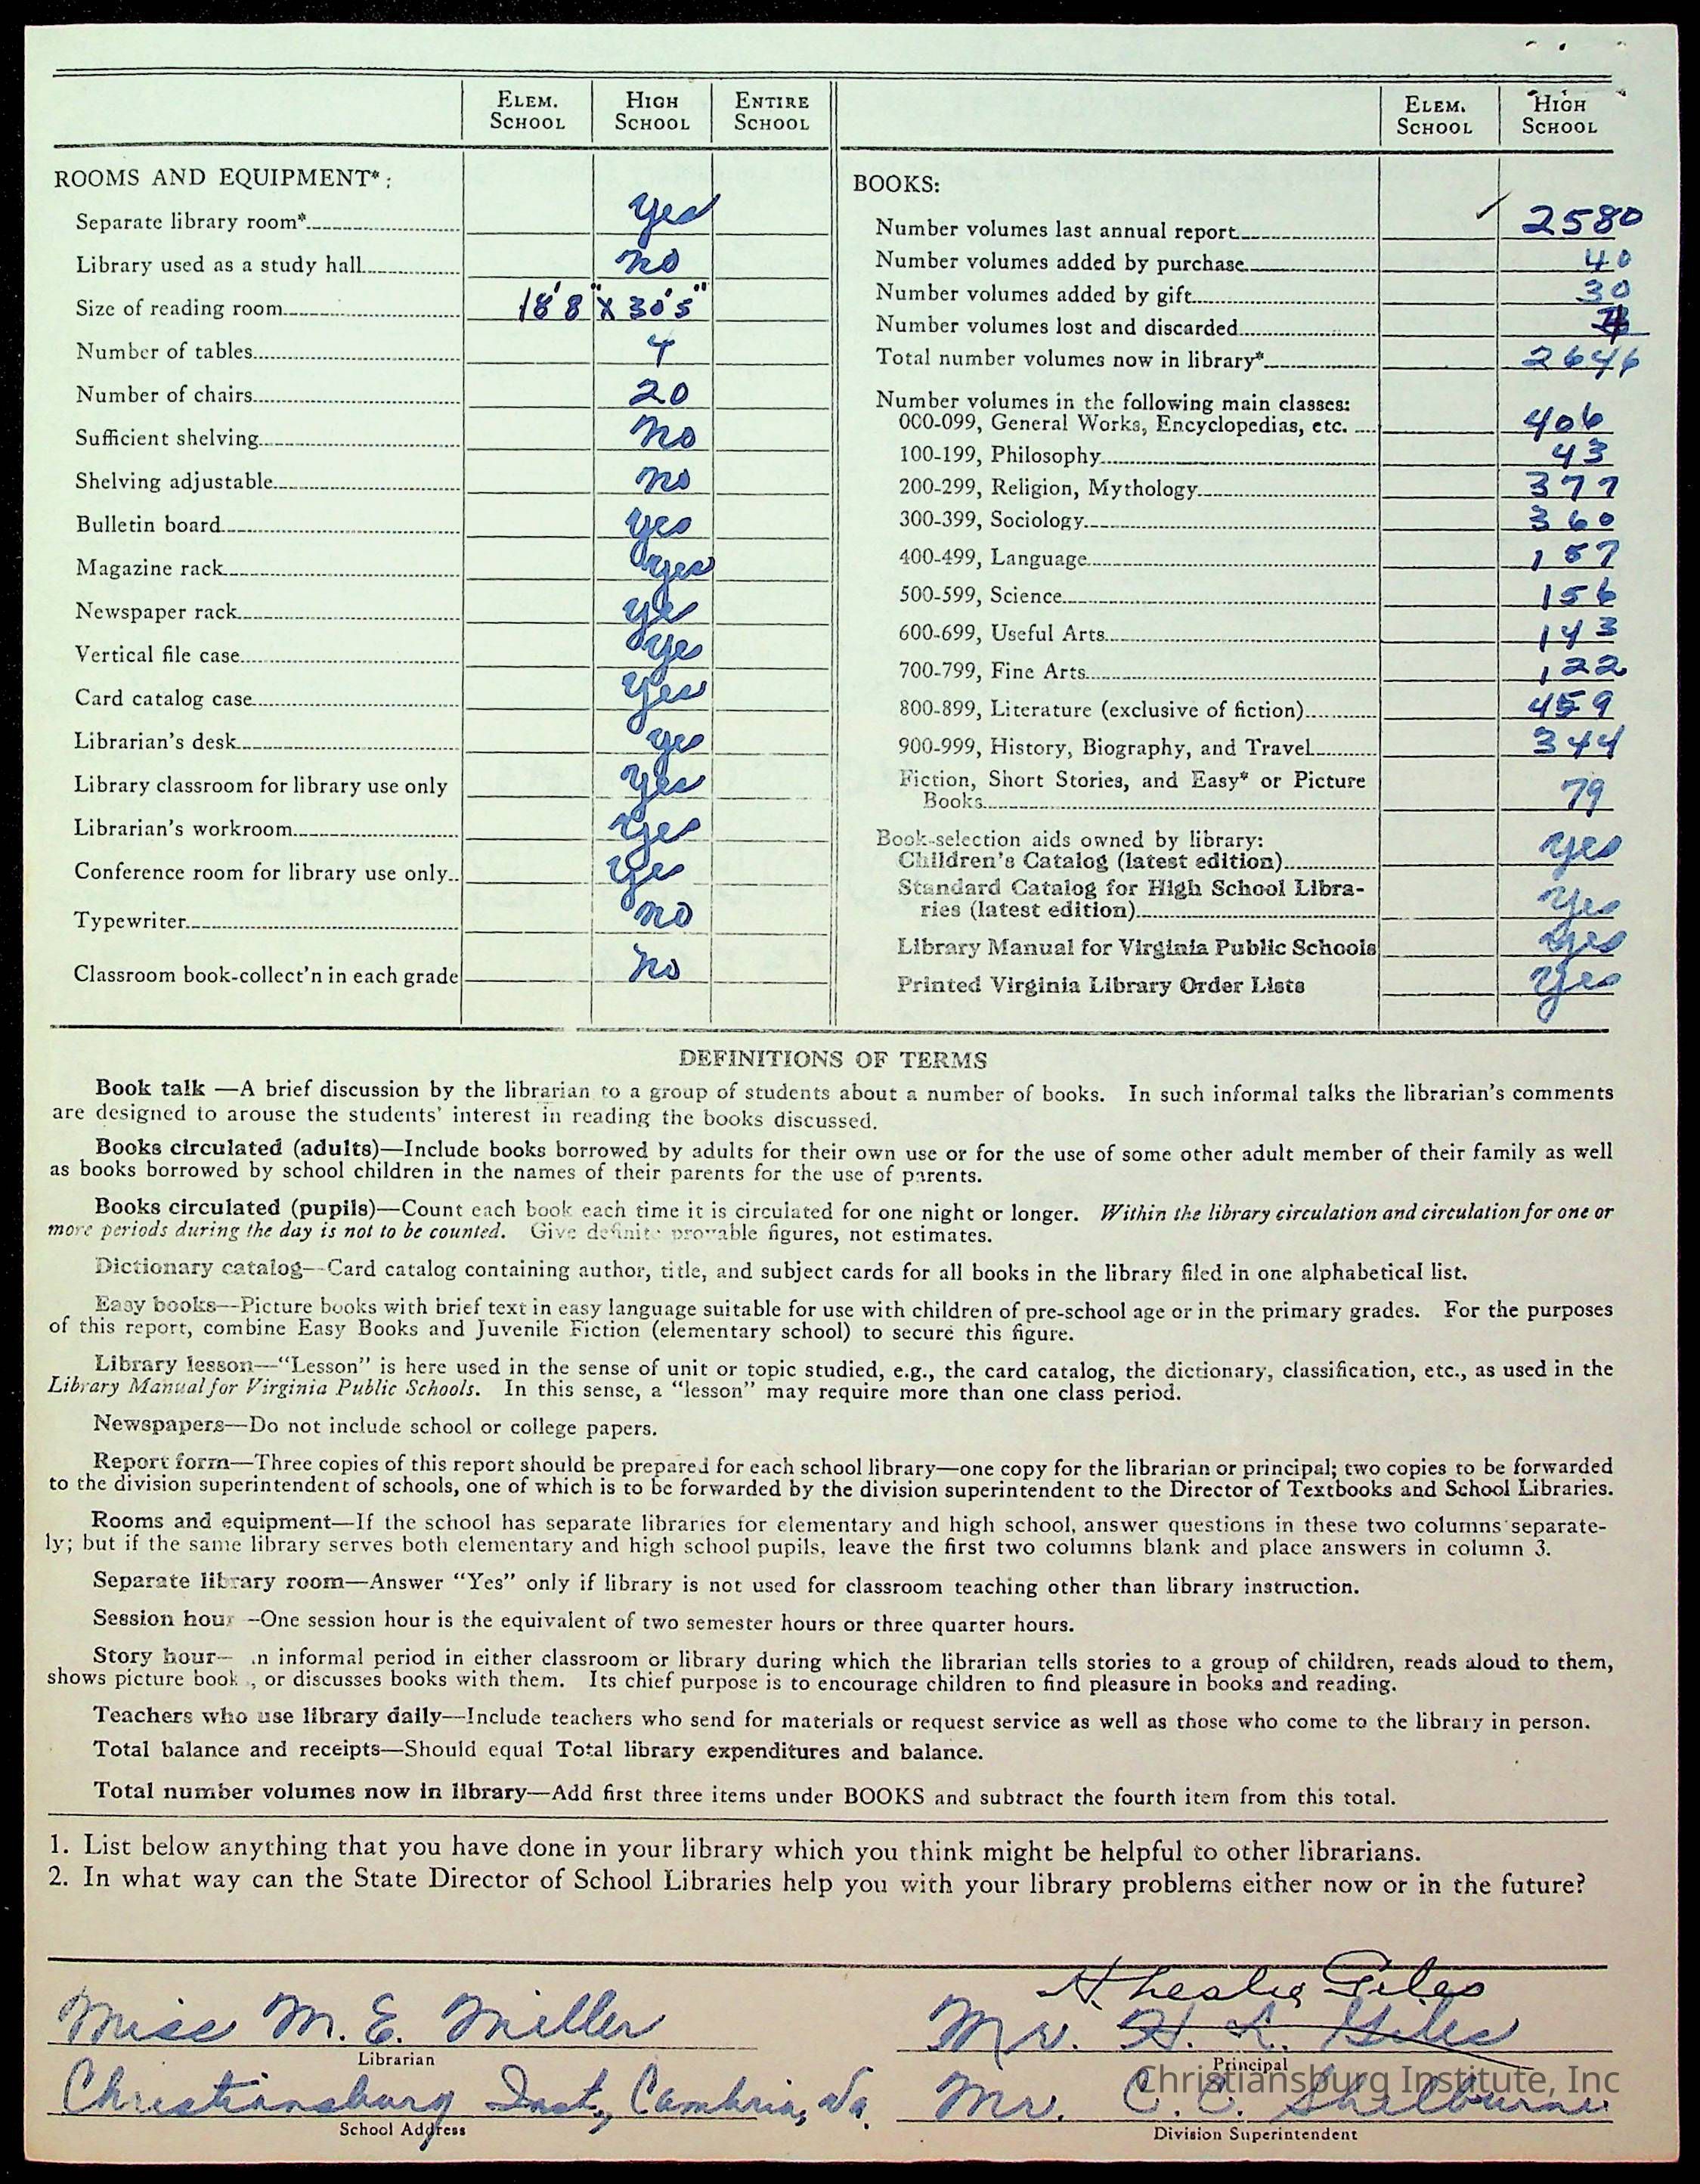 ELEM. SCHOOL HIGH SCHOOL ENTIRE SCHOOL
ROOMS AND EQUIPMENT*:
Separate library room* yes
Library used as a study hall no
Size of reading room 18'8" x 30'5"
Number of tables 4
Number of chairs 20
Sufficient shelving no
Shelving adjustable no
Bulletin board yes
Magazine rack yes
Newspaper rack ye
Vertical file case yes
Card catalog case yes
Librarian's desk yes
Library classroom for library use only yes
Librarian's workroom yes
Conference room for library use only.. yes
Typewriter no
Classroom book-collect'n in each grade no
ELEM. SCHOOL HIGH SCHOOL
BOOKS:
Number volumes last annual report ✓ 2580
Number volumes added by purchase 40
Number volumes added by gift 30
Number volumes lost and discarded 4
Total number volumes now in library* 2646
Number volumes in the following main classes:
000-099, General Works, Encyclopedias, etc. 406
100-199, Philosophy 43
200-299, Religion, Mythology 377
300-399, Sociology 360
400-499, Language 157
500-599, Science 156
600-699, Useful Arts 143
700-799, Fine Arts 122
800-899, Literature (exclusive of fiction) 459
900-999, History, Biography, and Travel 344
Fiction, Short Stories, and Easy* or Picture
Books 79
Book-selection aids owned by library:
Children's Catalog (latest edition) yes
Standard Catalog for High School Libra-
ries (latest edition) yes
Library Manual for Virginia Public Schools yes
Printed Virginia Library Order Lists yes
DEFINITIONS OF TERMS
Book talk —A brief discussion by the librarian to a group of students about a number of books. In such informal talks the librarian's comments
are designed to arouse the students' interest in reading the books discussed.
Books circulated (adults)—Include books borrowed by adults for their own use or for the use of some other adult member of their family as well
as books borrowed by school children in the names of their parents for the use of parents.
Books circulated (pupils)—Count each book each time it is circulated for one night or longer. Within the library circulation and circulation for one or
more periods during the day is not to be counted. Give definite provable figures, not estimates.
Dictionary catalog—Card catalog containing author, title, and subject cards for all books in the library filed in one alphabetical list.
Easy books—Picture books with brief text in easy language suitable for use with children of pre-school age or in the primary grades. For the purposes
of this report, combine Easy Books and Juvenile Fiction (elementary school) to secure this figure.
Library lesson—"Lesson" is here used in the sense of unit or topic studied, e.g., the card catalog, the dictionary, classification, etc., as used in the
Library Manual for Virginia Public Schools. In this sense, a "lesson" may require more than one class period.
Newspapers—Do not include school or college papers.
Report form—Three copies of this report should be prepared for each school library—one copy for the librarian or principal; two copies to be forwarded
to the division superintendent of schools, one of which is to be forwarded by the division superintendent to the Director of Textbooks and School Libraries.
Rooms and equipment—If the school has separate libraries for elementary and high school, answer questions in these two columns separate-
ly; but if the same library serves both elementary and high school pupils, leave the first two columns blank and place answers in column 3.
Separate library room—Answer "Yes" only if library is not used for classroom teaching other than library instruction.
Session hour —One session hour is the equivalent of two semester hours or three quarter hours.
Story hour— n informal period in either classroom or library during which the librarian tells stories to a group of children, reads aloud to them,
shows picture book , or discusses books with them. Its chief purpose is to encourage children to find pleasure in books and reading.
Teachers who use library daily—Include teachers who send for materials or request service as well as those who come to the library in person.
Total balance and receipts—Should equal Total library expenditures and balance.
Total number volumes now in library—Add first three items under BOOKS and subtract the fourth item from this total.
1. List below anything that you have done in your library which you think might be helpful to other librarians.
2. In what way can the State Director of School Libraries help you with your library problems either now or in the future?
H. Leslie Giles
Miss M. E. Miller Mr. H. L. Giles
Librarian Principal
Christiansburg Institute, Inc
Christiansburg Inst., Cambria, Va. Mr. C. C. Shelburne
School Address Division Superintendent